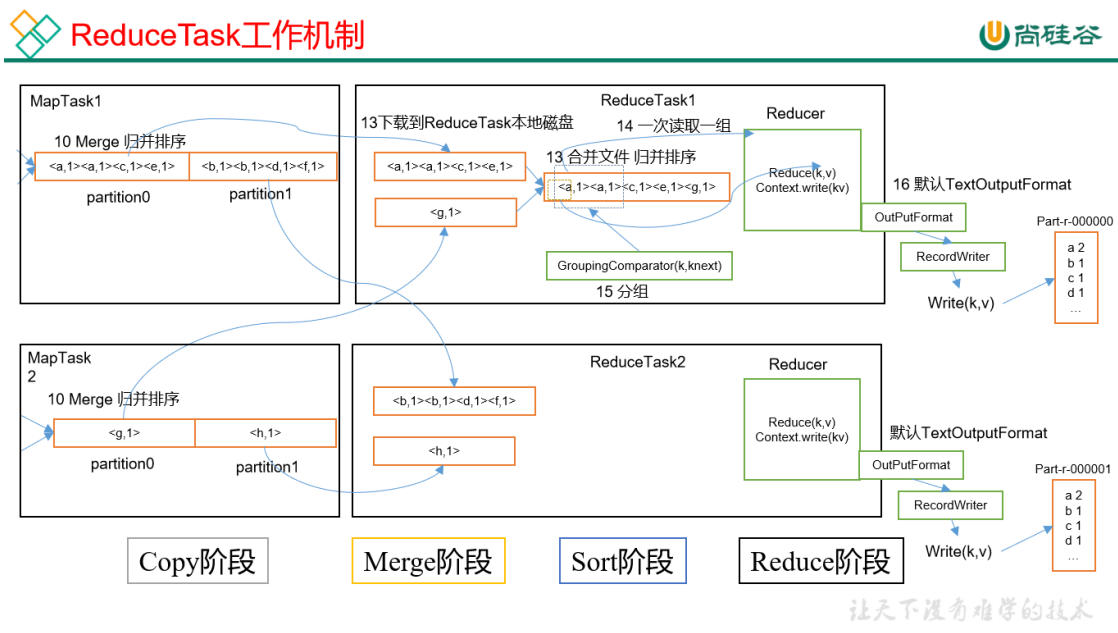 ReduceTask工作机制
尚硅谷
MapTask1
10 Merge 归并排序
<a,1><a,1><c,1><e,1>
<b,1><b,1><d,1><f,1>
partition0
partition1
ReduceTask1
13下载到ReduceTask本地磁盘
<a,1><a,1><c,1><e,1>
<g,1>
14 一次读取一组
13 合并文件 归并排序
<a,1><a,1><c,1><e,1><g,1>
GroupingComparator(k,knext)
15 分组
Reducer
Reduce(k,v)
Context.write(kv)
16 默认TextOutputFormat
OutPutFormat
RecordWriter
Write(k,v)
Part-r-000000
a 2
b 1
c 1
d 1
...
MapTask
2
10 Merge 归并排序
<g,1>
<h,1>
partition0
partition1
ReduceTask2
<b,1><b,1><d,1><f,1>
<h,1>
Reducer
Reduce(k,v)
Context.write(kv)
默认TextOutputFormat
OutPutFormat
RecordWriter
Write(k,v)
Part-r-000001
a 2
b 1
c 1
d 1
...
Copy阶段
Merge阶段
Sort阶段
Reduce阶段
让天下没有难学的技术